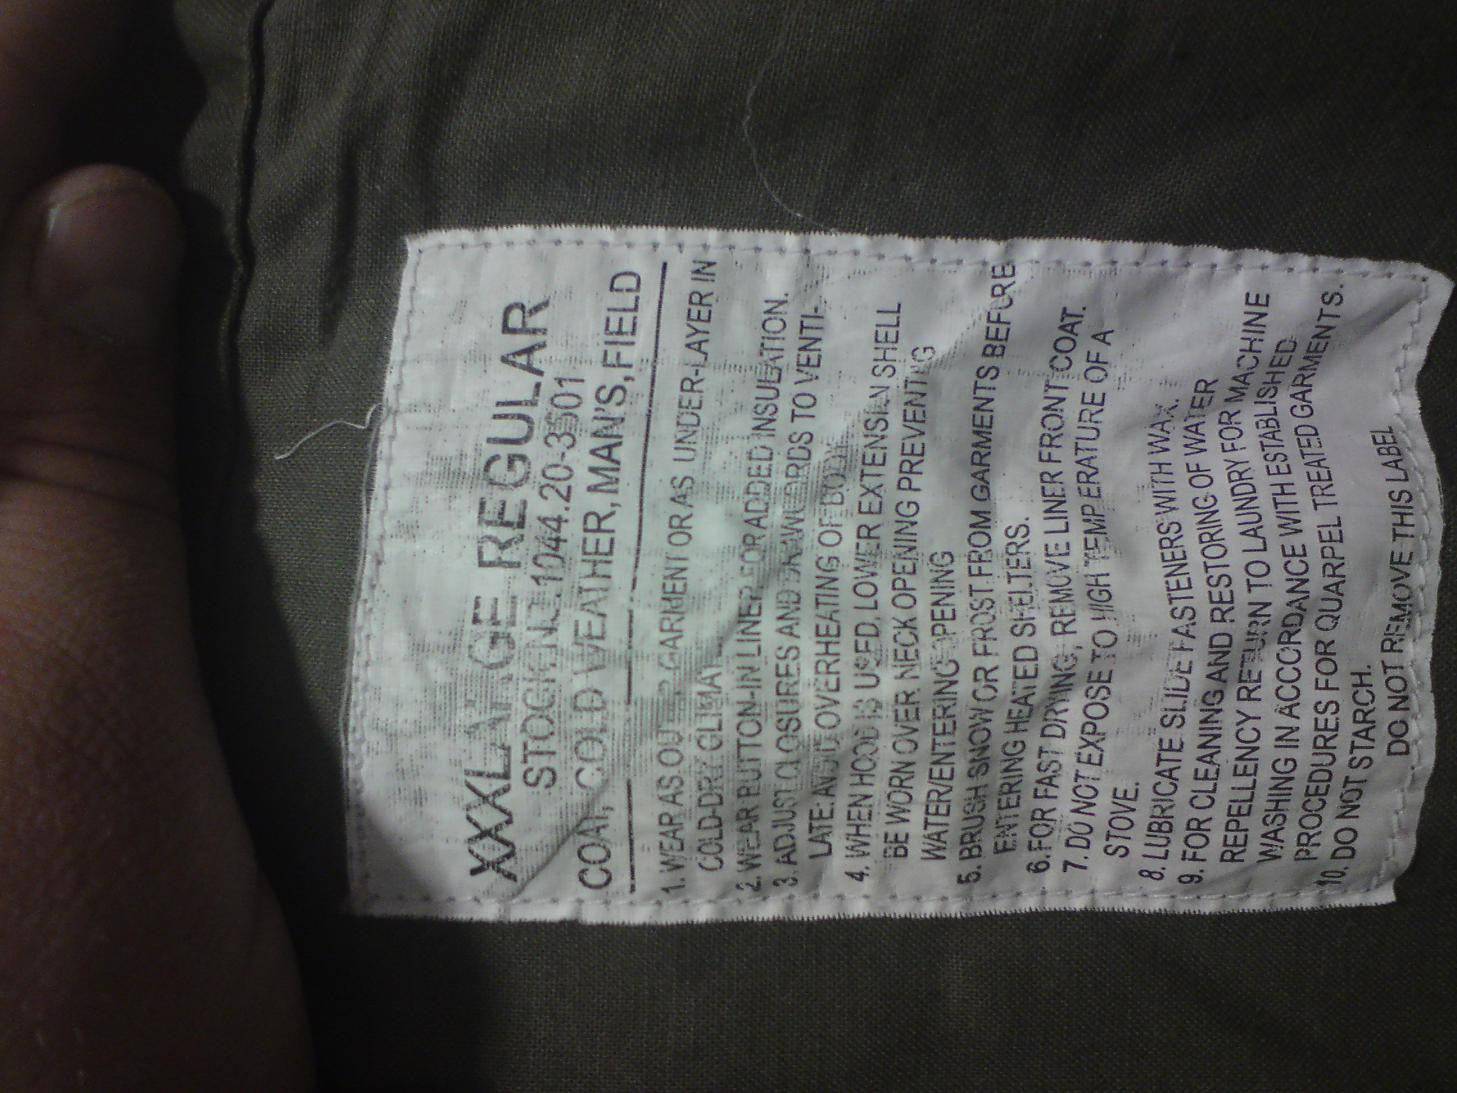 XXXLARGE REGULAR
STOCK NO.1044.20-3501
COAT, COLD WEATHER, MAN'S, FIELD
1. WEAR AS OUT GARMENT OR AS UNDER-LAYER IN
COLD-DRY CLIMAT
2. WEAR BUTTON-IN LINER FOR ADDED INSULATION.
3. ADJUST CLOSURES AND DRAWCORDS TO VENTI-
LATE: AVOID OVERHEATING OF BODY
4. WHEN HOOD IS USED, LOWER EXTENSION SHELL
BE WORN OVER NECK OPENING PREVENTING
WATER/ENTERING OPENING
5. BRUSH SNOW OR FROST FROM GARMENTS BEFORE
ENTERING HEATED SHELTERS.
6. FOR FAST DRYING, REMOVE LINER FRONT COAT.
7. DO NOT EXPOSE TO HIGH TEMPERATURE OF A
STOVE.
8. LUBRICATE SLIDE FASTENERS WITH WAX.
9. FOR CLEANING AND RESTORING OF WATER
REPELLENCY RETURN TO LAUNDRY FOR MACHINE
WASHING IN ACCORDANCE WITH ESTABLISHED
PROCEDURES FOR QUARPEL TREATED GARMENTS.
10. DO NOT STARCH.
DO NOT REMOVE THIS LABEL